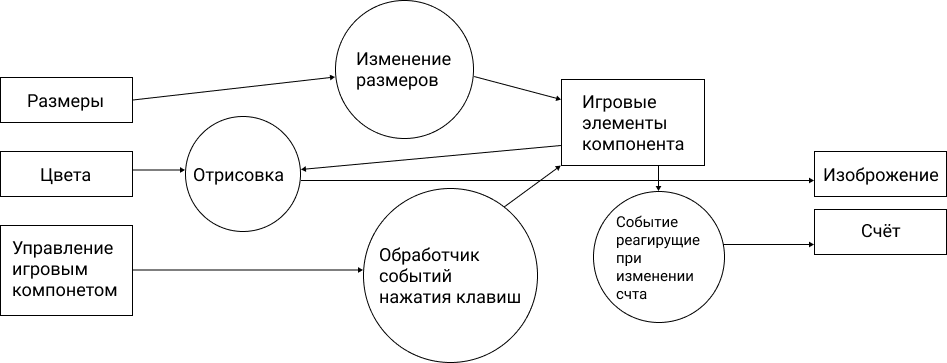 Изменение
размеров
Размеры
Игровые
элементы
компонента
Цвета
Отрисовка
Изоброжение
Управление
игровым
компонетом
Обработчик
событий
нажатия клавиш
Событие
реагирущие
при
изменении
счта
Счёт